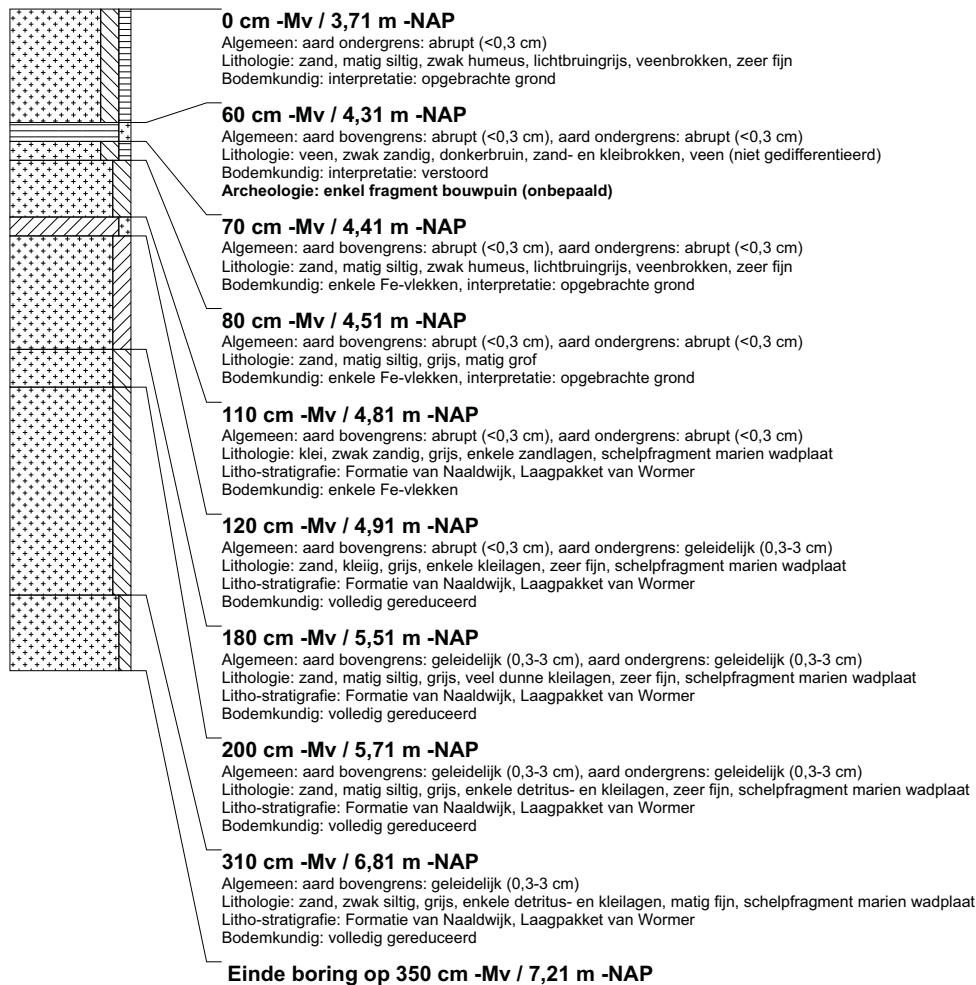 0 cm -Mv / 3,71 m -NAP
Algemeen: aard ondergrens: abrupt (<0,3 cm)
Lithologie: zand, matig siltig, zwak humeus, lichtbruingrijs, veenbrokken, zeer fijn
Bodemkundig: interpretatie: opgebrachte grond
60 cm -Mv / 4,31 m -NAP
Algemeen: aard bovengrens: abrupt (<0,3 cm), aard ondergrens: abrupt (<0,3 cm)
Lithologie: veen, zwak zandig, donkerbruin, zand- en kleibrokken, veen (niet gedifferentieerd)
Bodemkundig: interpretatie: verstoord
Archeologie: enkel fragment bouwpuin (onbepaald)
70 cm -Mv / 4,41 m -NAP
Algemeen: aard bovengrens: abrupt (<0,3 cm), aard ondergrens: abrupt (<0,3 cm)
Lithologie: zand, matig siltig, zwak humeus, lichtbruingrijs, veenbrokken, zeer fijn
Bodemkundig: enkele Fe-vlekken, interpretatie: opgebrachte grond
80 cm -Mv / 4,51 m -NAP
Algemeen: aard bovengrens: abrupt (<0,3 cm), aard ondergrens: abrupt (<0,3 cm)
Lithologie: zand, matig siltig, grijs, matig grof
Bodemkundig: enkele Fe-vlekken, interpretatie: opgebrachte grond
110 cm -Mv / 4,81 m -NAP
Algemeen: aard bovengrens: abrupt (<0,3 cm), aard ondergrens: abrupt (<0,3 cm)
Lithologie: klei, zwak zandig, grijs, enkele zandlagen, schelpfragment marien wadplaat
Litho-stratigrafie: Formatie van Naaldwijk, Laagpakket van Wormer
Bodemkundig: enkele Fe-vlekken
120 cm -Mv / 4,91 m -NAP
Algemeen: aard bovengrens: abrupt (<0,3 cm), aard ondergrens: geleidelijk (0,3-3 cm)
Lithologie: zand, kleiig, grijs, enkele kleilagen, zeer fijn, schelpfragment marien wadplaat
Litho-stratigrafie: Formatie van Naaldwijk, Laagpakket van Wormer
Bodemkundig: volledig gereduceerd
180 cm -Mv / 5,51 m -NAP
Algemeen: aard bovengrens: geleidelijk (0,3-3 cm), aard ondergrens: geleidelijk (0,3-3 cm)
Lithologie: zand, matig siltig, grijs, veel dunne kleilagen, zeer fijn, schelpfragment marien wadplaat
Litho-stratigrafie: Formatie van Naaldwijk, Laagpakket van Wormer
Bodemkundig: volledig gereduceerd
200 cm -Mv / 5,71 m -NAP
Algemeen: aard bovengrens: geleidelijk (0,3-3 cm), aard ondergrens: geleidelijk (0,3-3 cm)
Lithologie: zand, matig siltig, grijs, enkele detritus- en kleilagen, zeer fijn, schelpfragment marien wadplaat
Litho-stratigrafie: Formatie van Naaldwijk, Laagpakket van Wormer
Bodemkundig: volledig gereduceerd
310 cm -Mv / 6,81 m -NAP
Algemeen: aard bovengrens: geleidelijk (0,3-3 cm)
Lithologie: zand, zwak siltig, grijs, enkele detritus- en kleilagen, matig fijn, schelpfragment marien wadplaat
Litho-stratigrafie: Formatie van Naaldwijk, Laagpakket van Wormer
Bodemkundig: volledig gereduceerd
Einde boring op 350 cm -Mv / 7,21 m -NAP